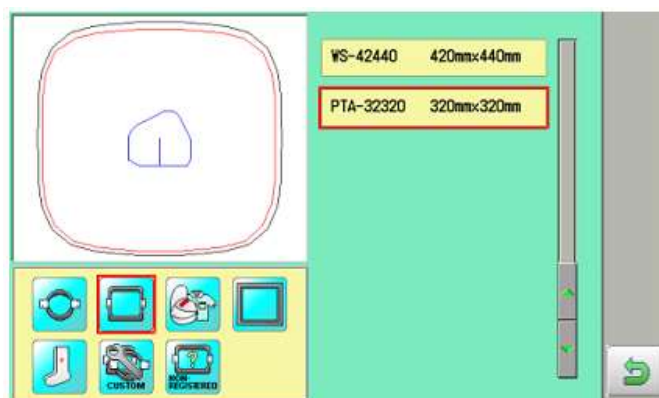 WS-42440 420mm×440mm
PTA-32320 320mm×320mm
CUSTOM
NON-
REGISTERED